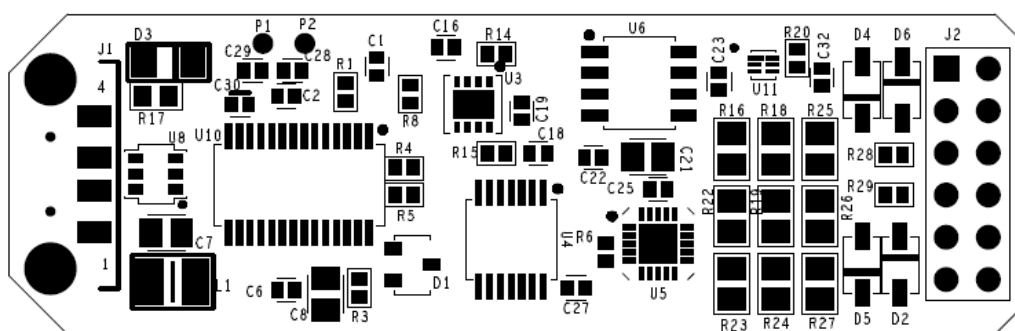 J1
D3
P1
P2
C29
C28
C1
C16
R14
U6
C23
R20
C32
D4
D6
J2
4
R17
C30
C2
R1
R8
U3
C19
U11
U8
U10
R4
R15
C18
R16
R18
R25
C22
C21
R28
R5
C25
R22
R19
R26
R29
C7
U4
R6
1
L1
C6
C8
R3
D1
C27
U5
R23
R24
R27
D5
D2